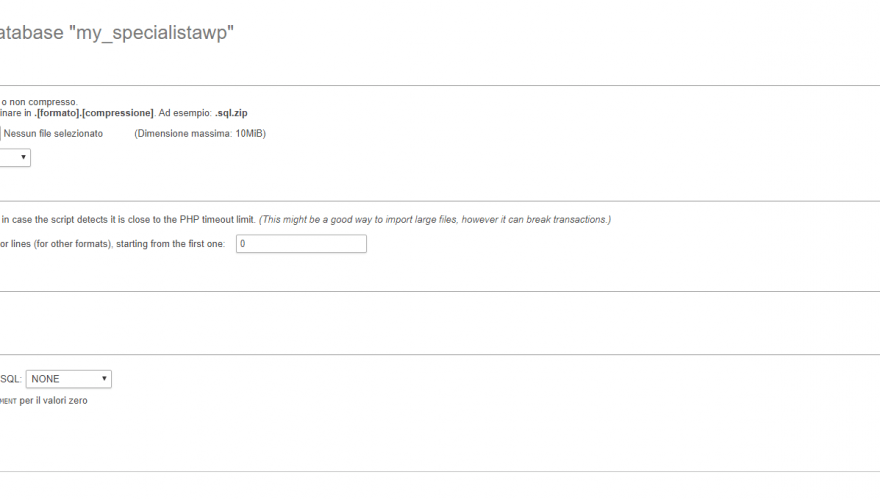 atabase "my_specialistawp"
o non compresso.
inare in .[formato].[compressione]. Ad esempio: .sql.zip
Nessun file selezionato (Dimensione massima: 10MiB)
in case the script detects it is close to the PHP timeout limit. (This might be a good way to import large files, however it can break transactions.)
or lines (for other formats), starting from the first one: 0
SQL: NONE
MENT per il valori zero